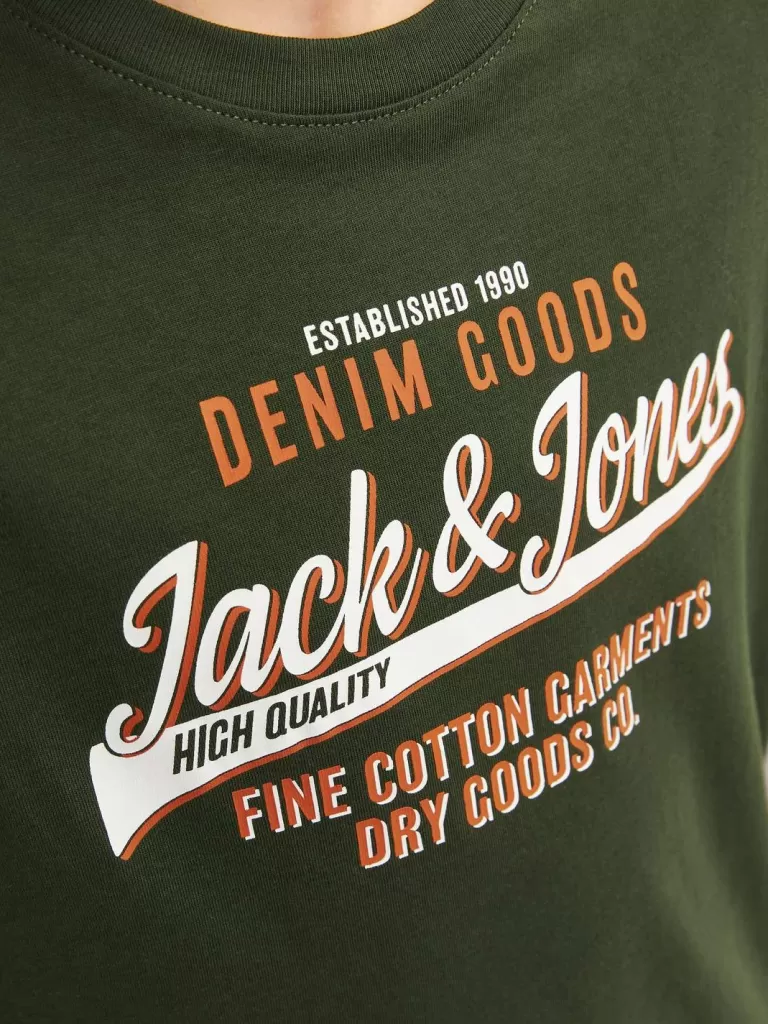 ESTABLISHED 1990
DENIM GOODS
Jack & Jones
HIGH QUALITY
FINE COTTON GARMENTS
DRY GOODS CO.